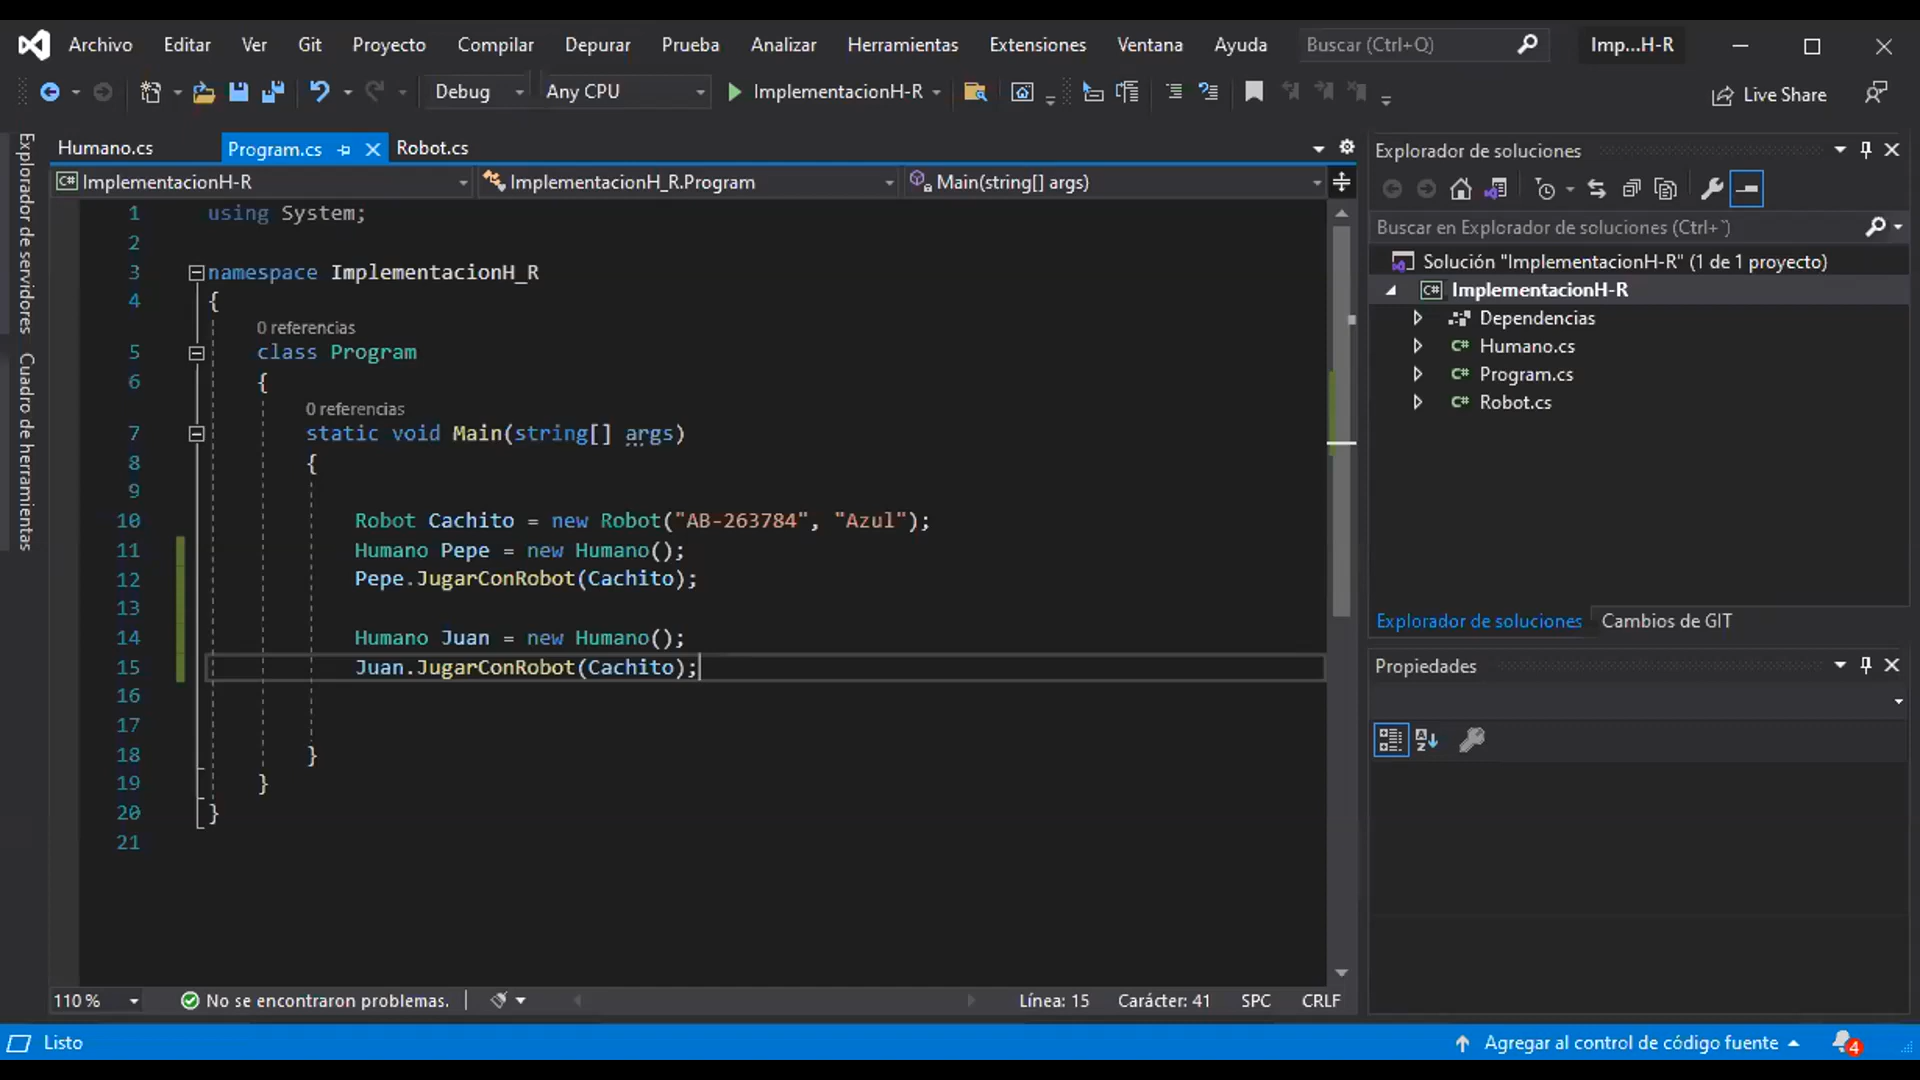 Archivo Editar Ver Git Proyecto Compilar Depurar Prueba Analizar Herramientas Extensiones Ventana Ayuda Buscar (Ctrl+Q) Imp...H-R
Debug Any CPU ImplementacionH-R Live Share
Explorador de servidores
Cuadro de herramientas
Humano.cs Program.cs Robot.cs
ImplementacionH-R ImplementacionH_R.Program Main(string[] args)
1 using System;
2
3 namespace ImplementacionH_R
4 {
0 referencias
5 class Program
6 {
0 referencias
7 static void Main(string[] args)
8 {
9
10 Robot Cachito = new Robot("AB-263784", "Azul");
11 Humano Pepe = new Humano();
12 Pepe.JugarConRobot(Cachito);
13
14 Humano Juan = new Humano();
15 Juan.JugarConRobot(Cachito);
16
17
18 }
19 }
20 }
21
110 % No se encontraron problemas. Línea: 15 Carácter: 41 SPC CRLF
Explorador de soluciones
Buscar en Explorador de soluciones (Ctrl+`)
Solución "ImplementacionH-R" (1 de 1 proyecto)
C# ImplementacionH-R
Dependencias
C# Humano.cs
C# Program.cs
C# Robot.cs
Explorador de soluciones Cambios de GIT
Propiedades
Listo Agregar al control de código fuente 4